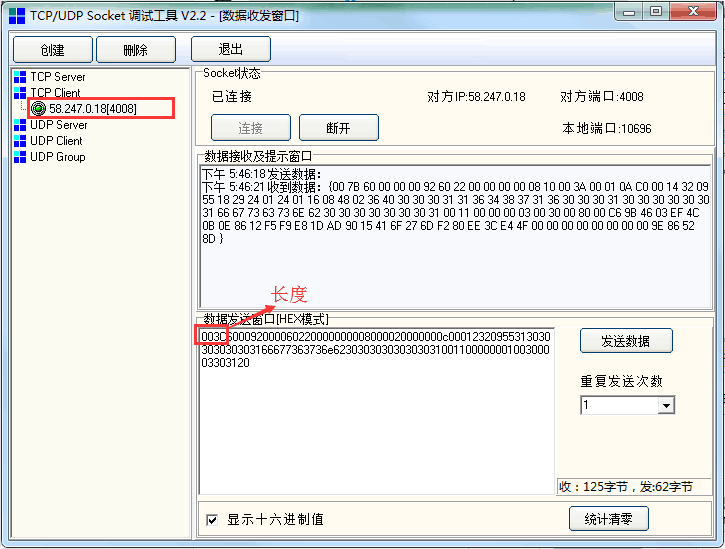 TCP/UDP Socket 调试工具 V2.2 - [数据收发窗口]
创建
删除
退出
TCP Server
TCP Client
58.247.0.18[4008]
UDP Server
UDP Client
UDP Group
Socket状态
已连接
对方IP:58.247.0.18
对方端口:4008
连接
断开
本地端口:10696
数据接收及提示窗口
下午 5:46:18发送数据:
下午 5:46:21收到数据:{00 7B 60 00 00 00 92 60 22 00 00 00 00 08 10 00 3A 00 01 0A C0 00 14 32 09
55 18 29 24 01 24 01 16 08 48 02 36 40 30 30 30 31 31 36 34 38 37 31 36 30 30 30 31 30 30 30 30 30
31 66 67 73 63 73 6E 62 30 30 30 30 30 30 30 31 00 11 00 00 00 03 00 30 00 80 00 C6 9B 46 03 EF 4C
0B 0E 86 12 F5 F9 E8 1D AD 90 15 41 6F 27 6D F2 80 EE 3C E4 4F 00 00 00 00 00 00 00 00 9E 86 52
8D }
长度
数据发送窗口[HEX模式]
003C6000920000602200000000080002000000​0c00012320955313030
30303030316667736373​6e623030303030303031001100000001003000
03303120
发送数据
重复发送次数
1
收：125字节，发:62字节
显示十六进制值
统计清零